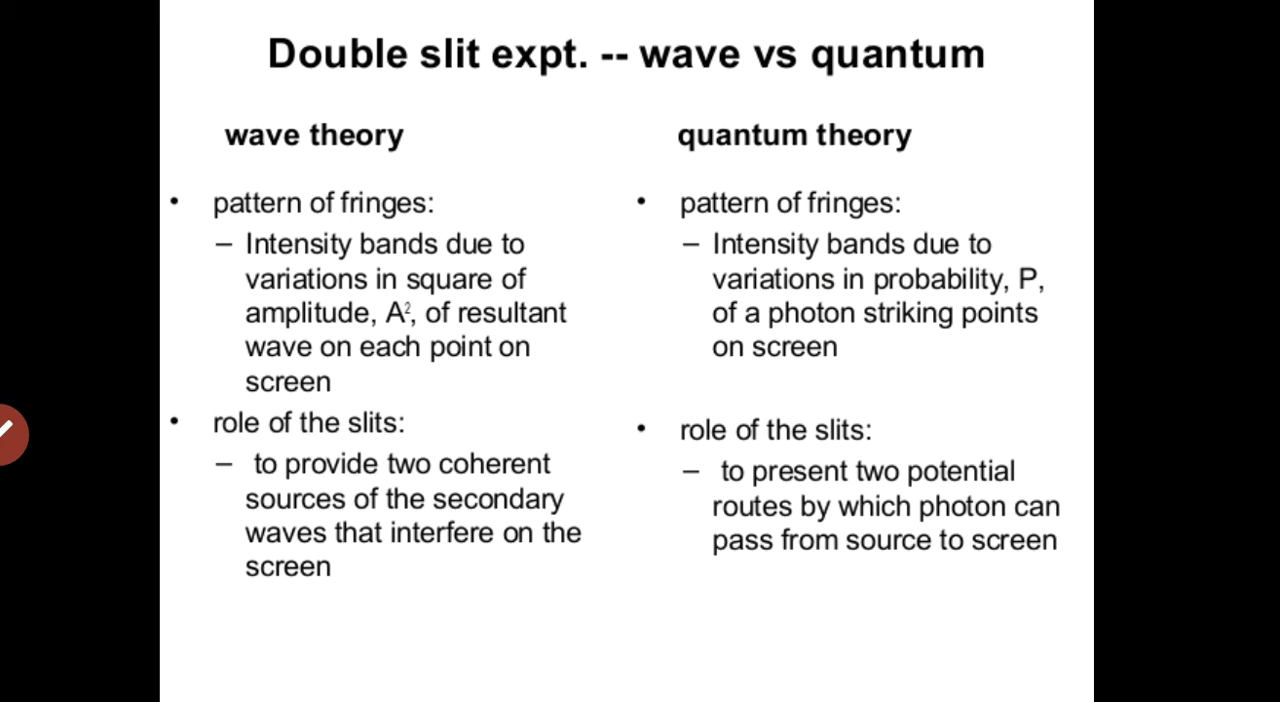 Double slit expt. -- wave vs quantum
wave theory
• pattern of fringes:
– Intensity bands due to
variations in square of
amplitude, A², of resultant
wave on each point on
screen
• role of the slits:
– to provide two coherent
sources of the secondary
waves that interfere on the
screen
quantum theory
• pattern of fringes:
– Intensity bands due to
variations in probability, P,
of a photon striking points
on screen
• role of the slits:
– to present two potential
routes by which photon can
pass from source to screen